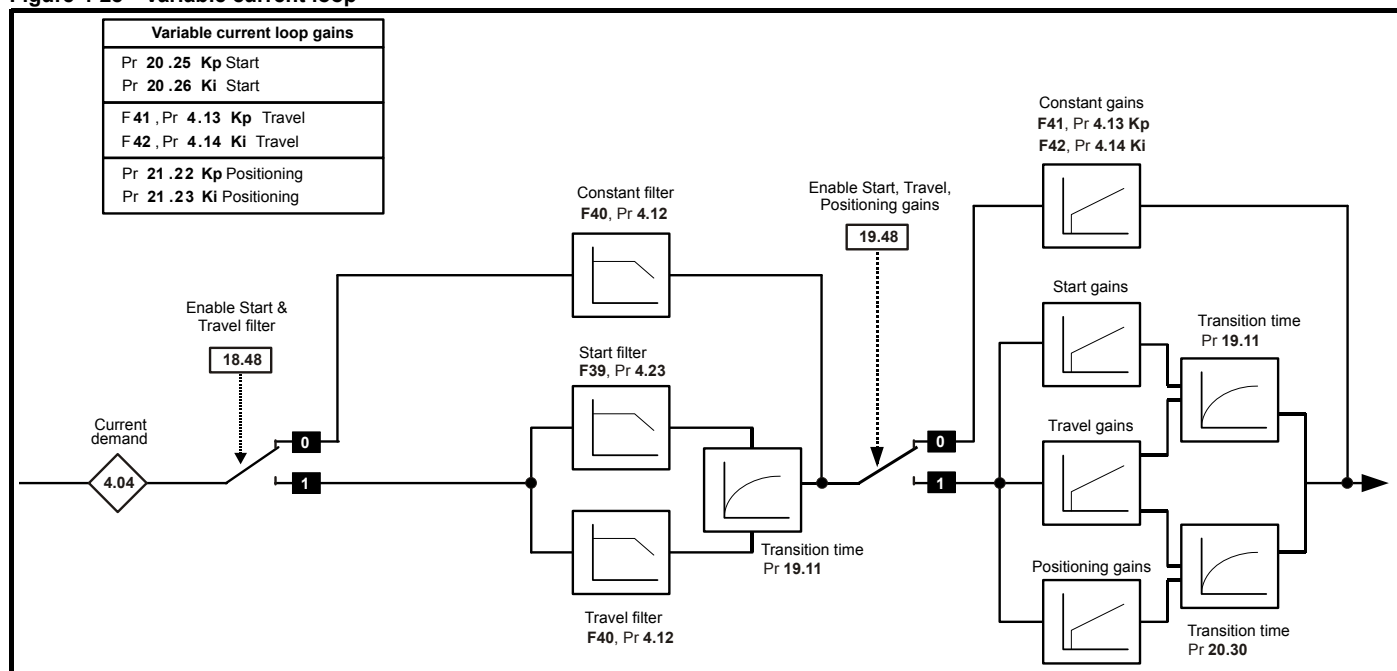 Variable current loop gains
Pr 20.25 Kp Start
Pr 20.26 Ki Start
F41, Pr 4.13 Kp Travel
F42, Pr 4.14 Ki Travel
Pr 21.22 Kp Positioning
Pr 21.23 Ki Positioning
Current
demand
4.04
Enable Start &
Travel filter
18.48
0
1
Constant filter
F40, Pr 4.12
Start filter
F39, Pr 4.23
Travel filter
F40, Pr 4.12
Transition time
Pr 19.11
Enable Start, Travel,
Positioning gains
19.48
0
1
Constant gains
F41, Pr 4.13 Kp
F42, Pr 4.14 Ki
Start gains
Travel gains
Positioning gains
Transition time
Pr 19.11
Transition time
Pr 20.30